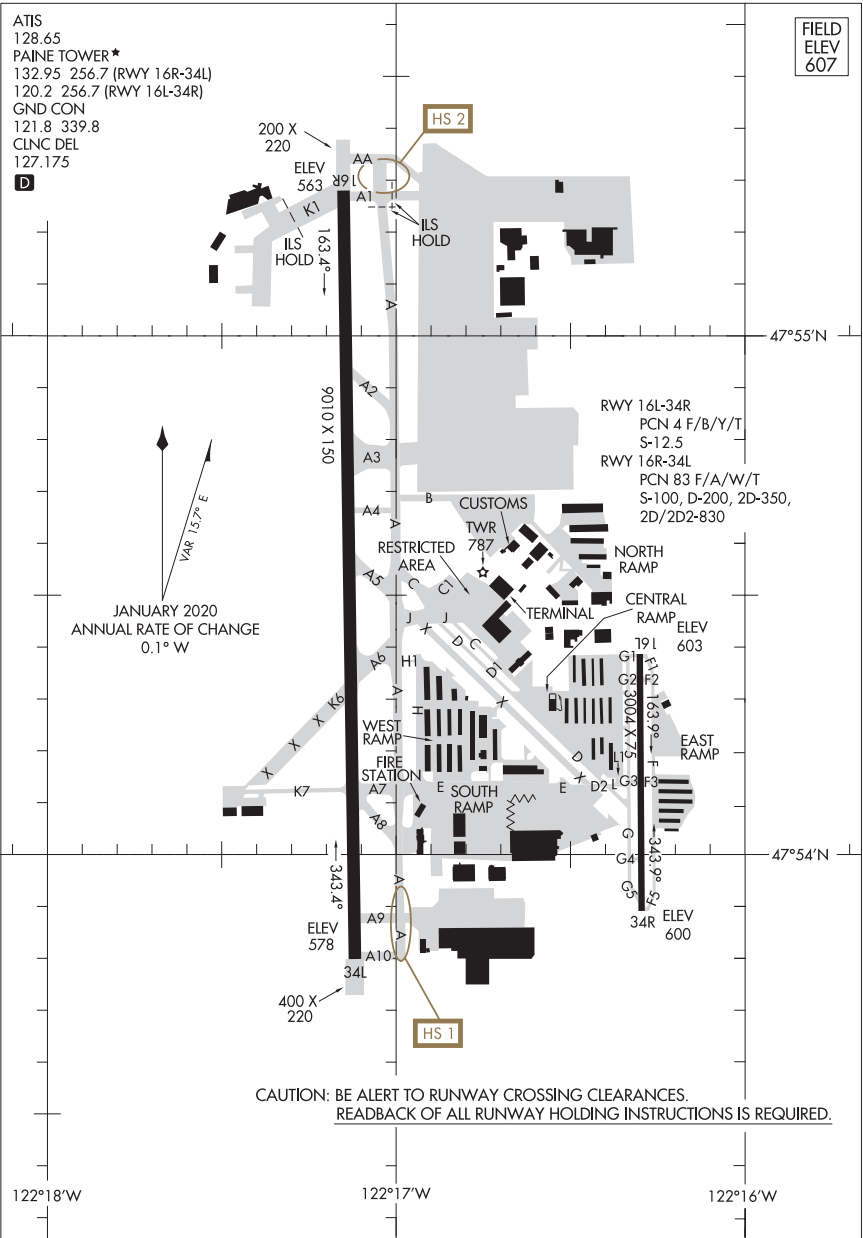 ATIS
128.65
PAINE TOWER★
132.95 256.7 (RWY 16R-34L)
120.2 256.7 (RWY 16L-34R)
GND CON
121.8 339.8
CLNC DEL
127.175
D
FIELD
ELEV
607
HS 2
200 X
220
AA
ELEV
563
16R
A1
K1
ILS
HOLD
ILS
HOLD
163.4°
A
47°55'N
A2
9010 X 150
RWY 16L-34R
PCN 4 F/B/Y/T
S-12.5
RWY 16R-34L
PCN 83 F/A/W/T
S-100, D-200, 2D-350,
2D/2D2-830
A3
VAR 15.7° E
B
A4
A
CUSTOMS
TWR
787
RESTRICTED
AREA
NORTH
RAMP
A5
C
C1
JANUARY 2020
ANNUAL RATE OF CHANGE
0.1° W
TERMINAL
CENTRAL
RAMP
J
J
X
D
C
D1
X
16L
ELEV
603
A6
H1
G1
F1
G2
F2
A
H
K6
X
X
X
3004 X 75
163.9°
WEST
RAMP
EAST
RAMP
FIRE
STATION
D
X
L1
F
K7
A7
E
SOUTH
RAMP
E
D2
L
G3
F3
A8
G
343.9°
G4
47°54'N
343.4°
A
G5
F5
34R
ELEV
600
ELEV
578
A9
A
A10
34L
400 X
220
HS 1
CAUTION: BE ALERT TO RUNWAY CROSSING CLEARANCES.
READBACK OF ALL RUNWAY HOLDING INSTRUCTIONS IS REQUIRED.
122°18'W
122°17'W
122°16'W